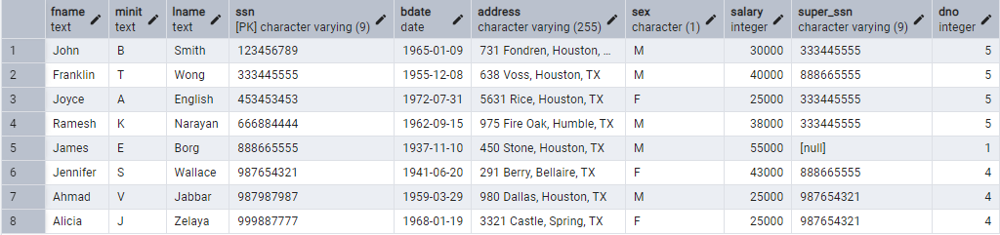 fname minit lname ssn bdate address sex salary super_ssn dno
text text text [PK] character varying (9) date character varying (255) character (1) integer character varying (9) integer
1 John B Smith 123456789 1965-01-09 731 Fondren, Houston, ... M 30000 333445555 5
2 Franklin T Wong 333445555 1955-12-08 638 Voss, Houston, TX M 40000 888665555 5
3 Joyce A English 453453453 1972-07-31 5631 Rice, Houston, TX F 25000 333445555 5
4 Ramesh K Narayan 666884444 1962-09-15 975 Fire Oak, Humble, TX M 38000 333445555 5
5 James E Borg 888665555 1937-11-10 450 Stone, Houston, TX M 55000 [null] 1
6 Jennifer S Wallace 987654321 1941-06-20 291 Berry, Bellaire, TX F 43000 888665555 4
7 Ahmad V Jabbar 987987987 1959-03-29 980 Dallas, Houston, TX M 25000 987654321 4
8 Alicia J Zelaya 999887777 1968-01-19 3321 Castle, Spring, TX F 25000 987654321 4